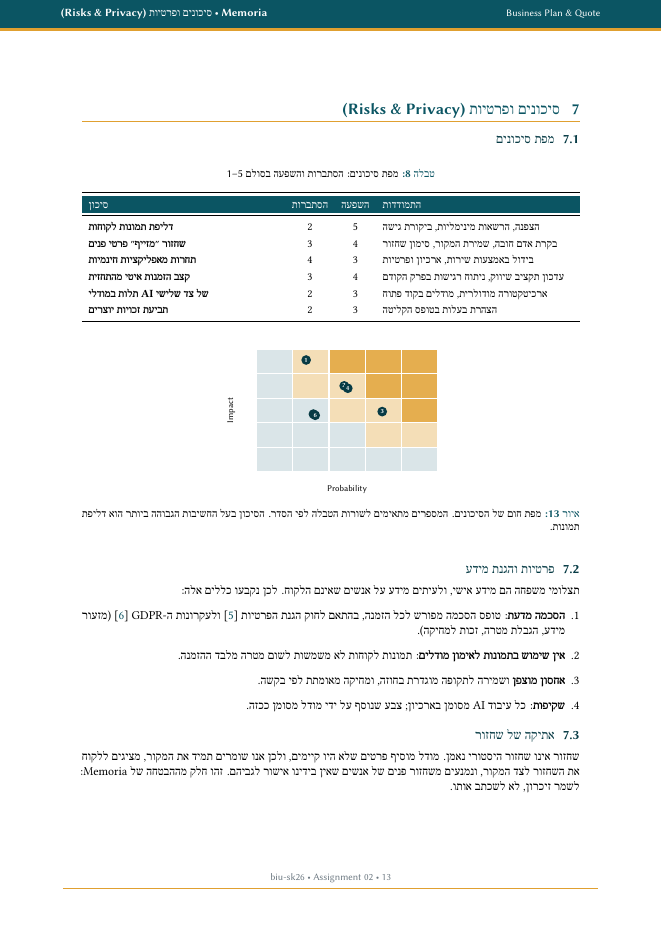 סיכונים ופרטיות (Risks & Privacy) • Memoria
Business Plan & Quote
7 סיכונים ופרטיות (Risks & Privacy)
7.1 מפת סיכונים
טבלה 8: מפת סיכונים: הסתברות והשפעה בסולם 1–5
סיכון הסתברות השפעה התמודדות
דליפת תמונות לקוחות 2 5 הצפנה, הרשאות מינימליות, ביקורת גישה
שחזור ״מזייף״ פרטי פנים 3 4 בקרת אדם חובה, שמירת המקור, סימון שחזור
תחרות מאפליקציות חינמיות 4 3 בידול באמצעות שירות, ארכיון ופרטיות
קצב הזמנות איטי מהתחזית 3 4 עדכון תקציב שיווק, ניתוח רגישות בפרק הקודם
של צד שלישי AI תלות במודלי 2 3 ארכיטקטורה מודולרית, מודלים בקוד פתוח
תביעת זכויות יוצרים 2 3 הצהרת בעלות בטופס הקליטה
1
2 4
3
6
Impact
Probability
איור 13: מפת חום של הסיכונים. המספרים מתאימים לשורות הטבלה לפי הסדר. הסיכון בעל החשיבות הגבוהה ביותר הוא דליפת
תמונות.
7.2 פרטיות והגנת מידע
תצלומי משפחה הם מידע אישי, ולעיתים מידע על אנשים שאינם הלקוח. לכן נקבעו כללים אלה:
1. הסכמה מדעת: טופס הסכמה מפורש לכל הזמנה, בהתאם לחוק הגנת הפרטיות [5] ולעקרונות ה-GDPR [6] (מזעור
מידע, הגבלת מטרה, זכות למחיקה).
2. אין שימוש בתמונות לאימון מודלים: תמונות לקוחות לא משמשות לשום מטרה מלבד ההזמנה.
3. אחסון מוצפן ושמירה לתקופה מוגדרת בחוזה, ומחיקה מאומתת לפי בקשה.
4. שקיפות: כל עיבוד AI מסומן בארכיון; צבע שנוסף על ידי מודל מסומן ככזה.
7.3 אתיקה של שחזור
שחזור אינו שחזור היסטורי נאמן. מודל מוסיף פרטים שלא היו קיימים, ולכן אנו שומרים תמיד את המקור, מציגים ללקוח
את השחזור לצד המקור, ונמנעים משחזור פנים של אנשים שאין בידינו אישור לגביהם. זהו חלק מההבטחה של Memoria:
לשמר זיכרון, לא לשכתב אותו.
biu-sk26 • Assignment 02 • 13